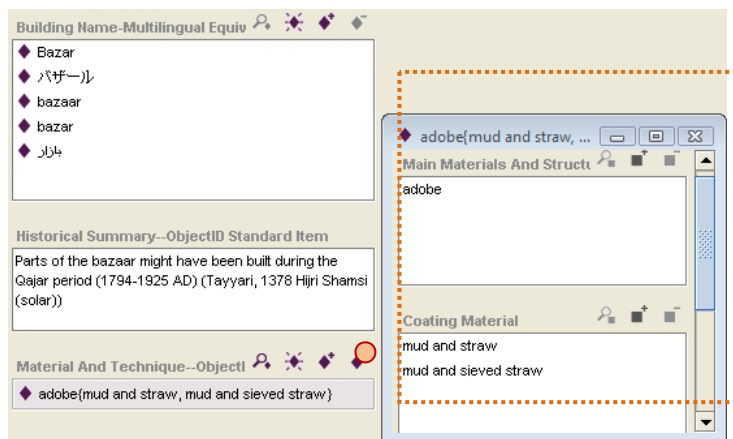 Building Name-Multilingual Equiv
Bazar
バザール
bazaar
bazar
بازار
Historical Summary--ObjectID Standard Item
Parts of the bazaar might have been built during the
Qajar period (1794-1925 AD) (Tayyari, 1378 Hijri Shamsi
(solar))
Material And Technique--ObjectI
adobe{mud and straw, mud and sieved straw}
adobe{mud and straw, ...
Main Materials And Structu
adobe
Coating Material
mud and straw
mud and sieved straw